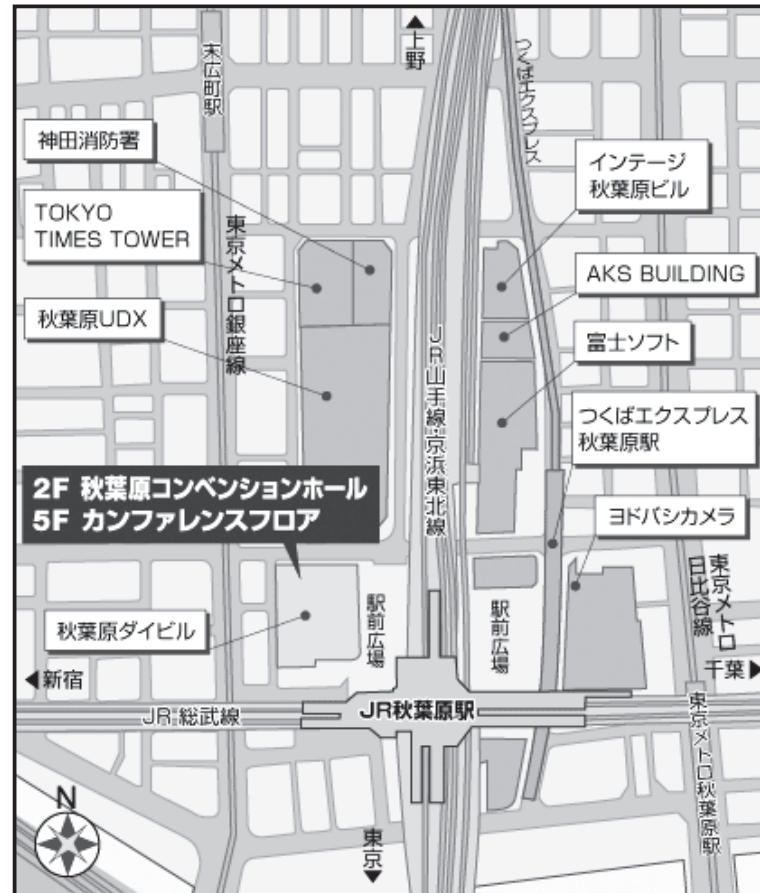 ▲
上野
末広町駅
つくばエクスプレス
神田消防署
TOKYO
TIMES TOWER
秋葉原UDX
東京メトロ銀座線
インテージ
秋葉原ビル
AKS BUILDING
富士ソフト
つくばエクスプレス
秋葉原駅
ヨドバシカメラ
JR山手線・京浜東北線
2F 秋葉原コンベンションホール
5F カンファレンスフロア
秋葉原ダイビル
駅前広場
駅前広場
東京メトロ
日比谷線
◀新宿
千葉▶
JR 総武線
JR秋葉原駅
東京メトロ秋葉原駅
N
東京
▼